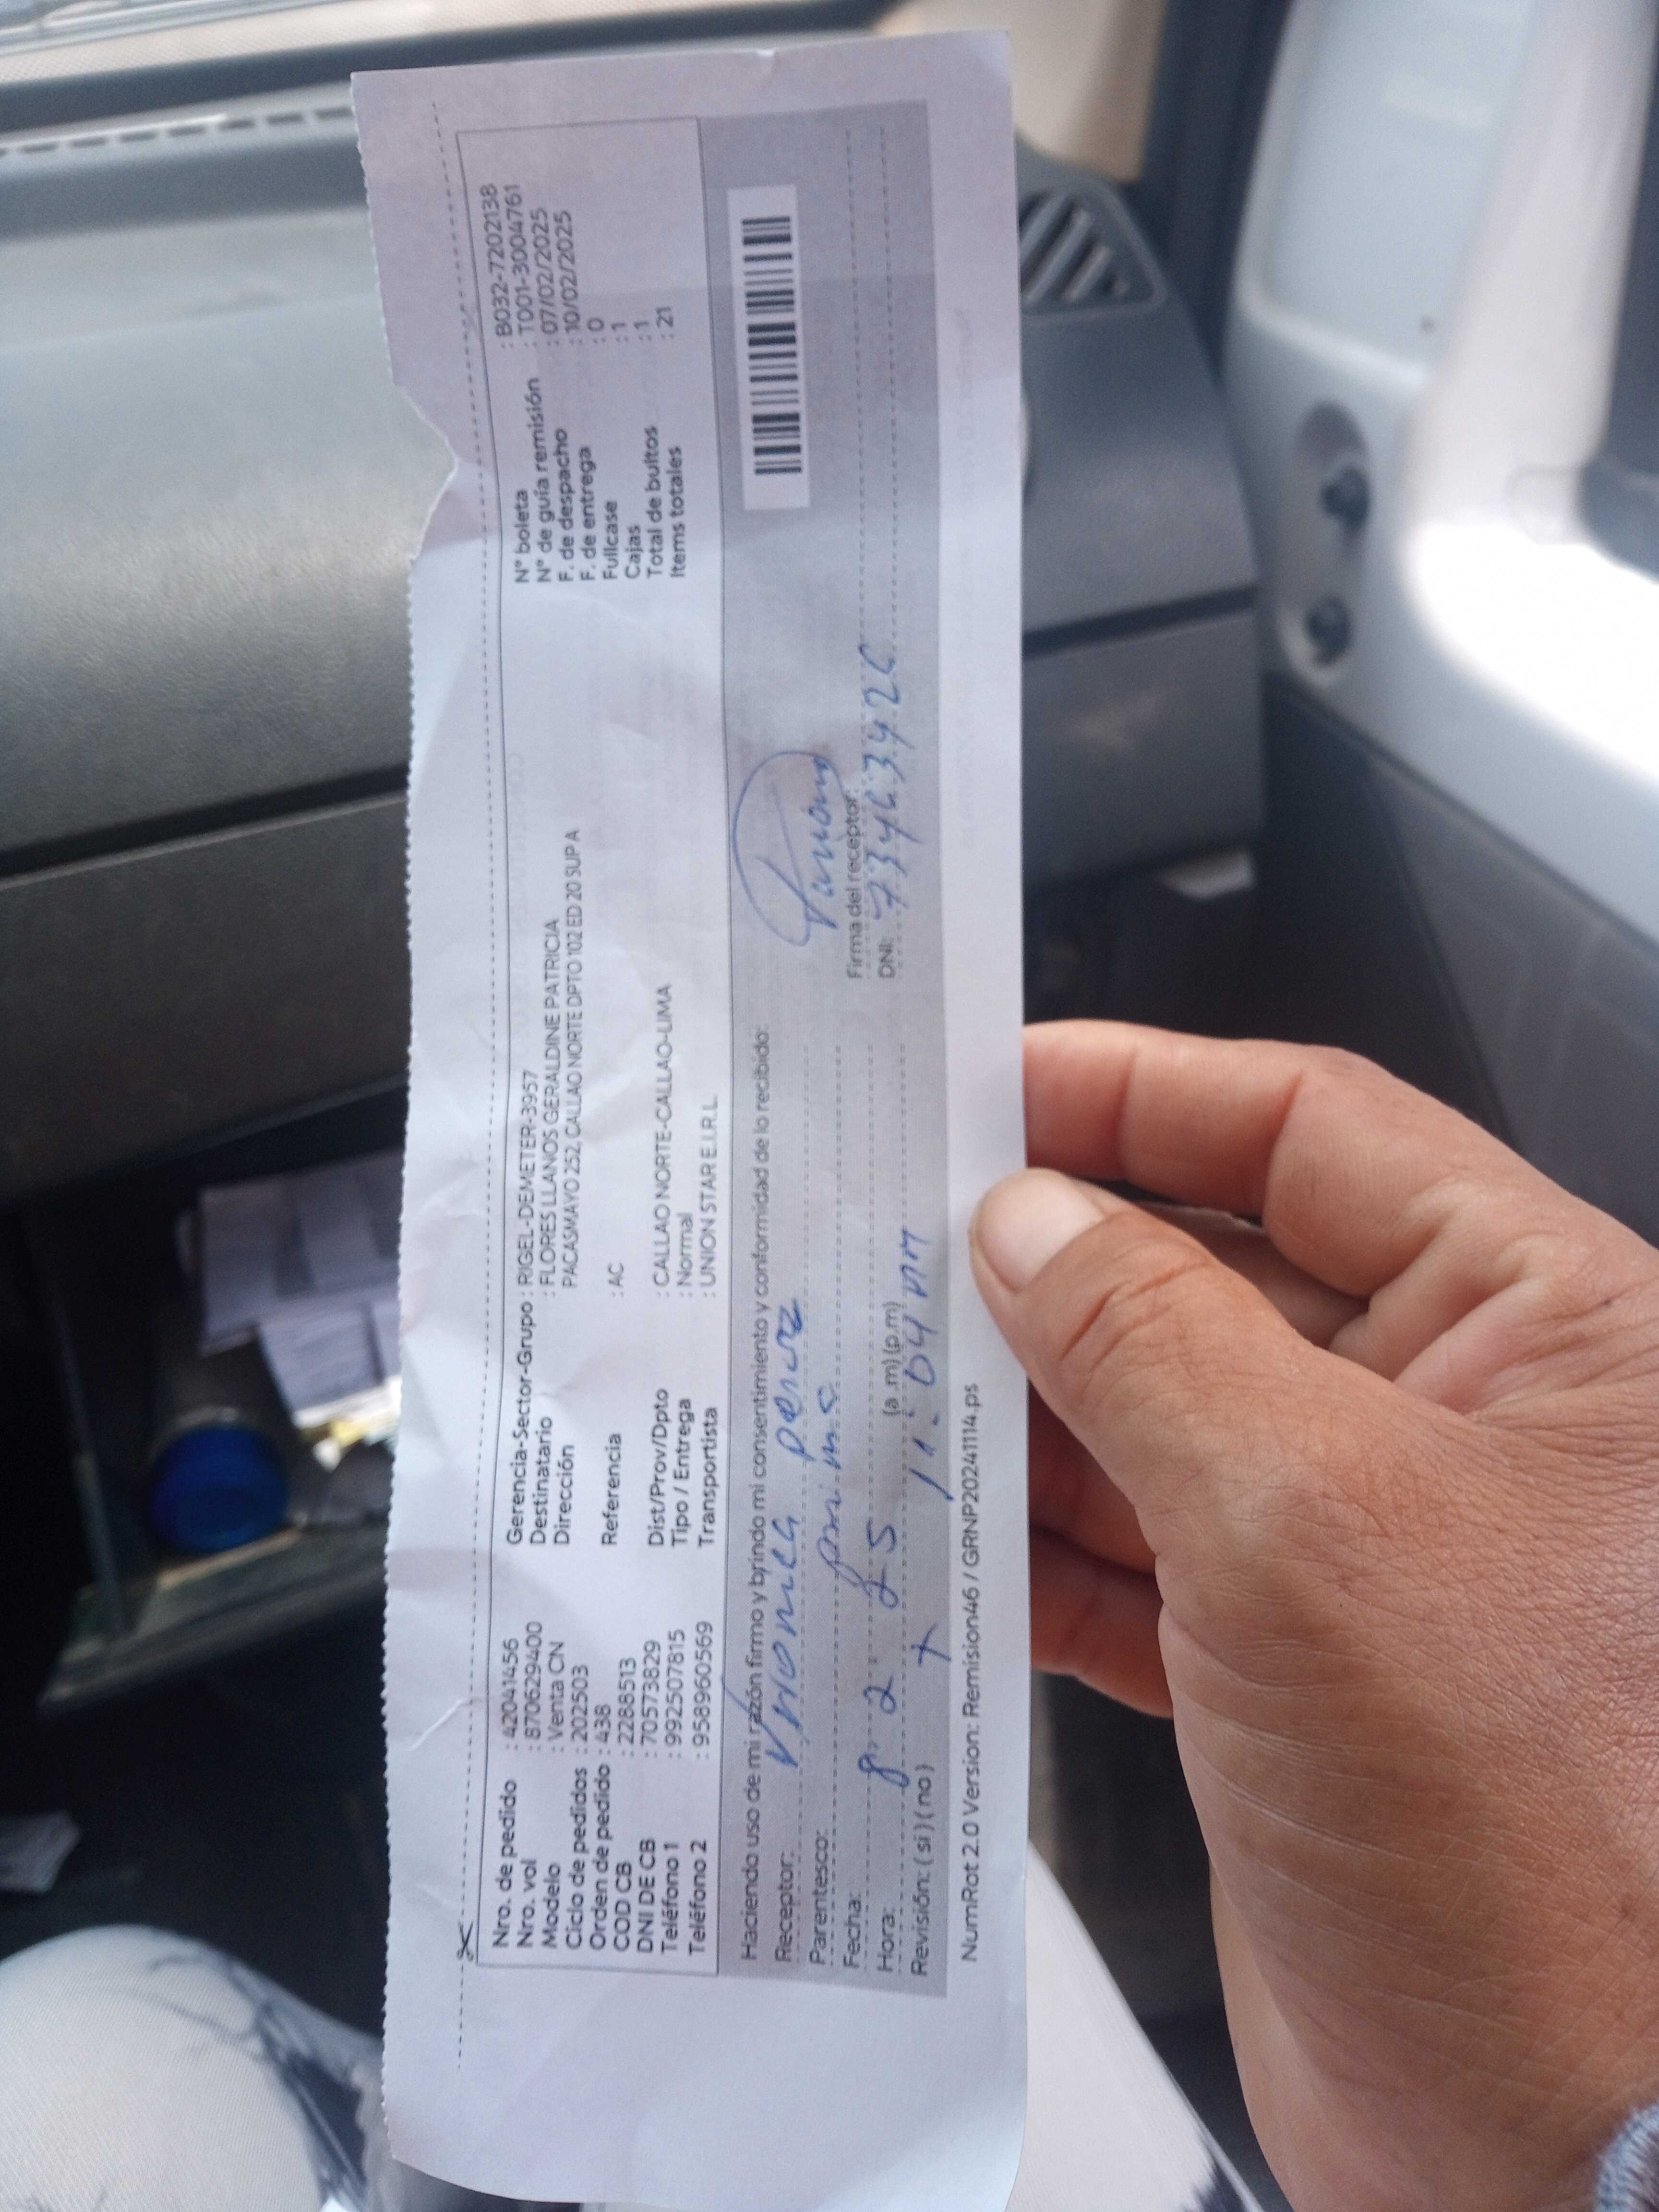 Nro. de pedido : 42041456
Nro. vol : 870629400
Modelo : Venta CN
Ciclo de pedidos : 202503
Orden de pedido : 438
COD CB : 2288513
DNI DE CB : 70573829
Teléfono 1 : 992507815
Teléfono 2 : 958960569
Gerencia-Sector-Grupo : RIGEL-DEMETER-3957
Destinatario : FLORES LLANOS GERALDINE PATRICIA
Dirección PACASMAYO 252, CALLAO NORTE DPTO 102 ED 20 SUP A
Referencia : AC
Dist/Prov/Dpto : CALLAO NORTE-CALLAO-LIMA
Tipo / Entrega : Normal
Transportista : UNION STAR E.I.R.L.
N° boleta : B032-7202138
N° de guía remisión : T001-3004761
F. de despacho : 07/02/2025
F. de entrega : 10/02/2025
Fullcase : 0
Cajas : 1
Total de bultos : 1
Items totales : 21
Haciendo uso de mi razón firmo y brindo mi consentimiento y conformidad de lo recibido:
Receptor:
Parentesco: prima
Fecha: 8 2 25
Hora: (a.m) (p.m) 11:04
Revisión: ( si ) ( no )
Firma del receptor:
DNI:
NumRot 2.0 Version: Remision46 / GRNP20241114.ps